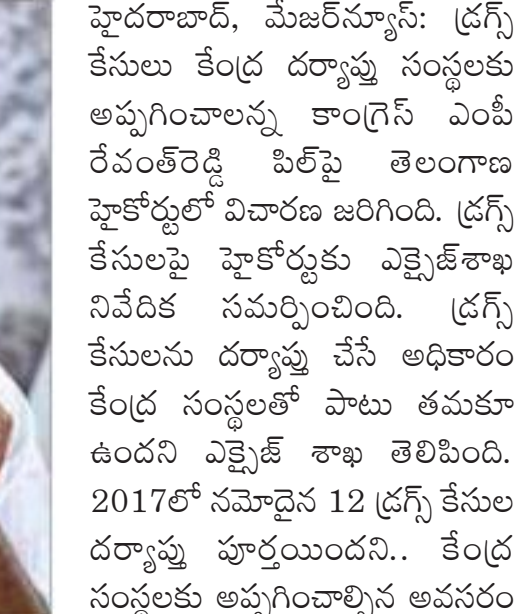 హైదరాబాద్, మేజర్‌న్యూస్: డ్రగ్స్
కేసులు కేంద్ర దర్యాప్తు సంస్థలకు
అప్పగించాలన్న కాంగ్రెస్ ఎంపీ
రేవంత్‌రెడ్డి పిల్‌పై తెలంగాణ
హైకోర్టులో విచారణ జరిగింది. డ్రగ్స్
కేసులపై హైకోర్టుకు ఎక్సైజ్‌శాఖ
నివేదిక సమర్పించింది. డ్రగ్స్
కేసులను దర్యాప్తు చేసే అధికారం
కేంద్ర సంస్థలతో పాటు తమకూ
ఉందని ఎక్సైజ్ శాఖ తెలిపింది.
2017లో నమోదైన 12 డ్రగ్స్ కేసుల
దర్యాప్తు పూర్తయిందని.. కేంద్ర
సంస్థలకు అప్పగించాల్సిన అవసరం